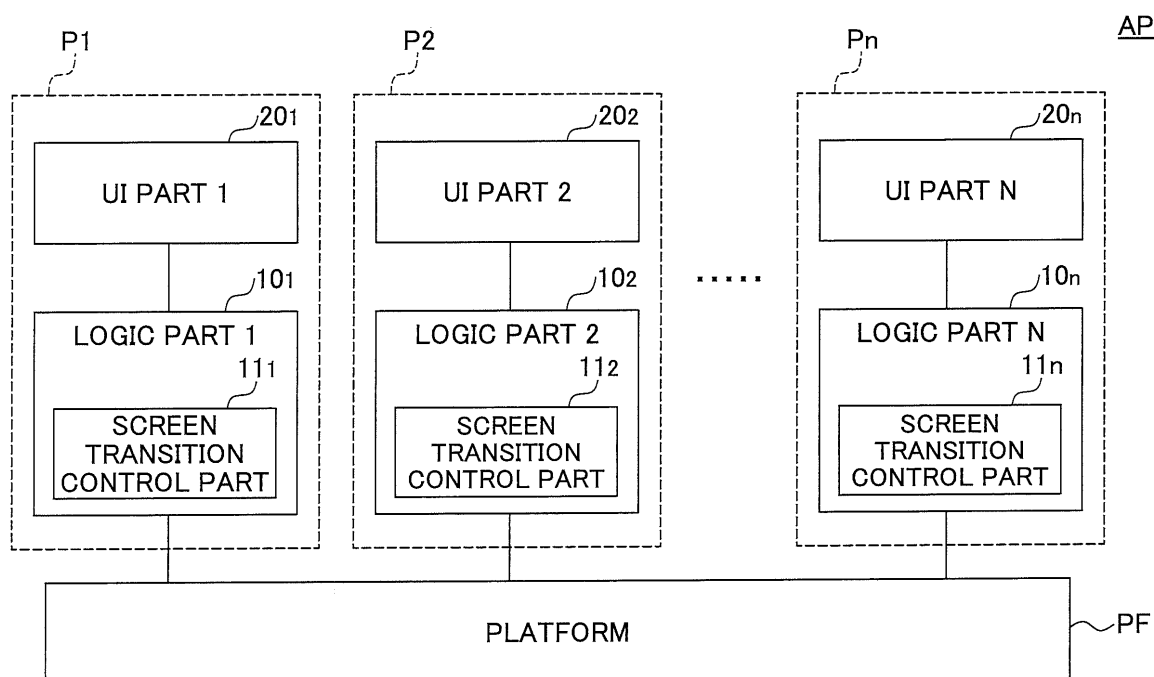 AP
P1
P2
Pn
20₁
20₂
20n
UI PART 1
UI PART 2
UI PART N
10₁
10₂
10n
.....
LOGIC PART 1
LOGIC PART 2
LOGIC PART N
11₁
11₂
11n
SCREEN
TRANSITION
CONTROL PART
SCREEN
TRANSITION
CONTROL PART
SCREEN
TRANSITION
CONTROL PART
PLATFORM
PF